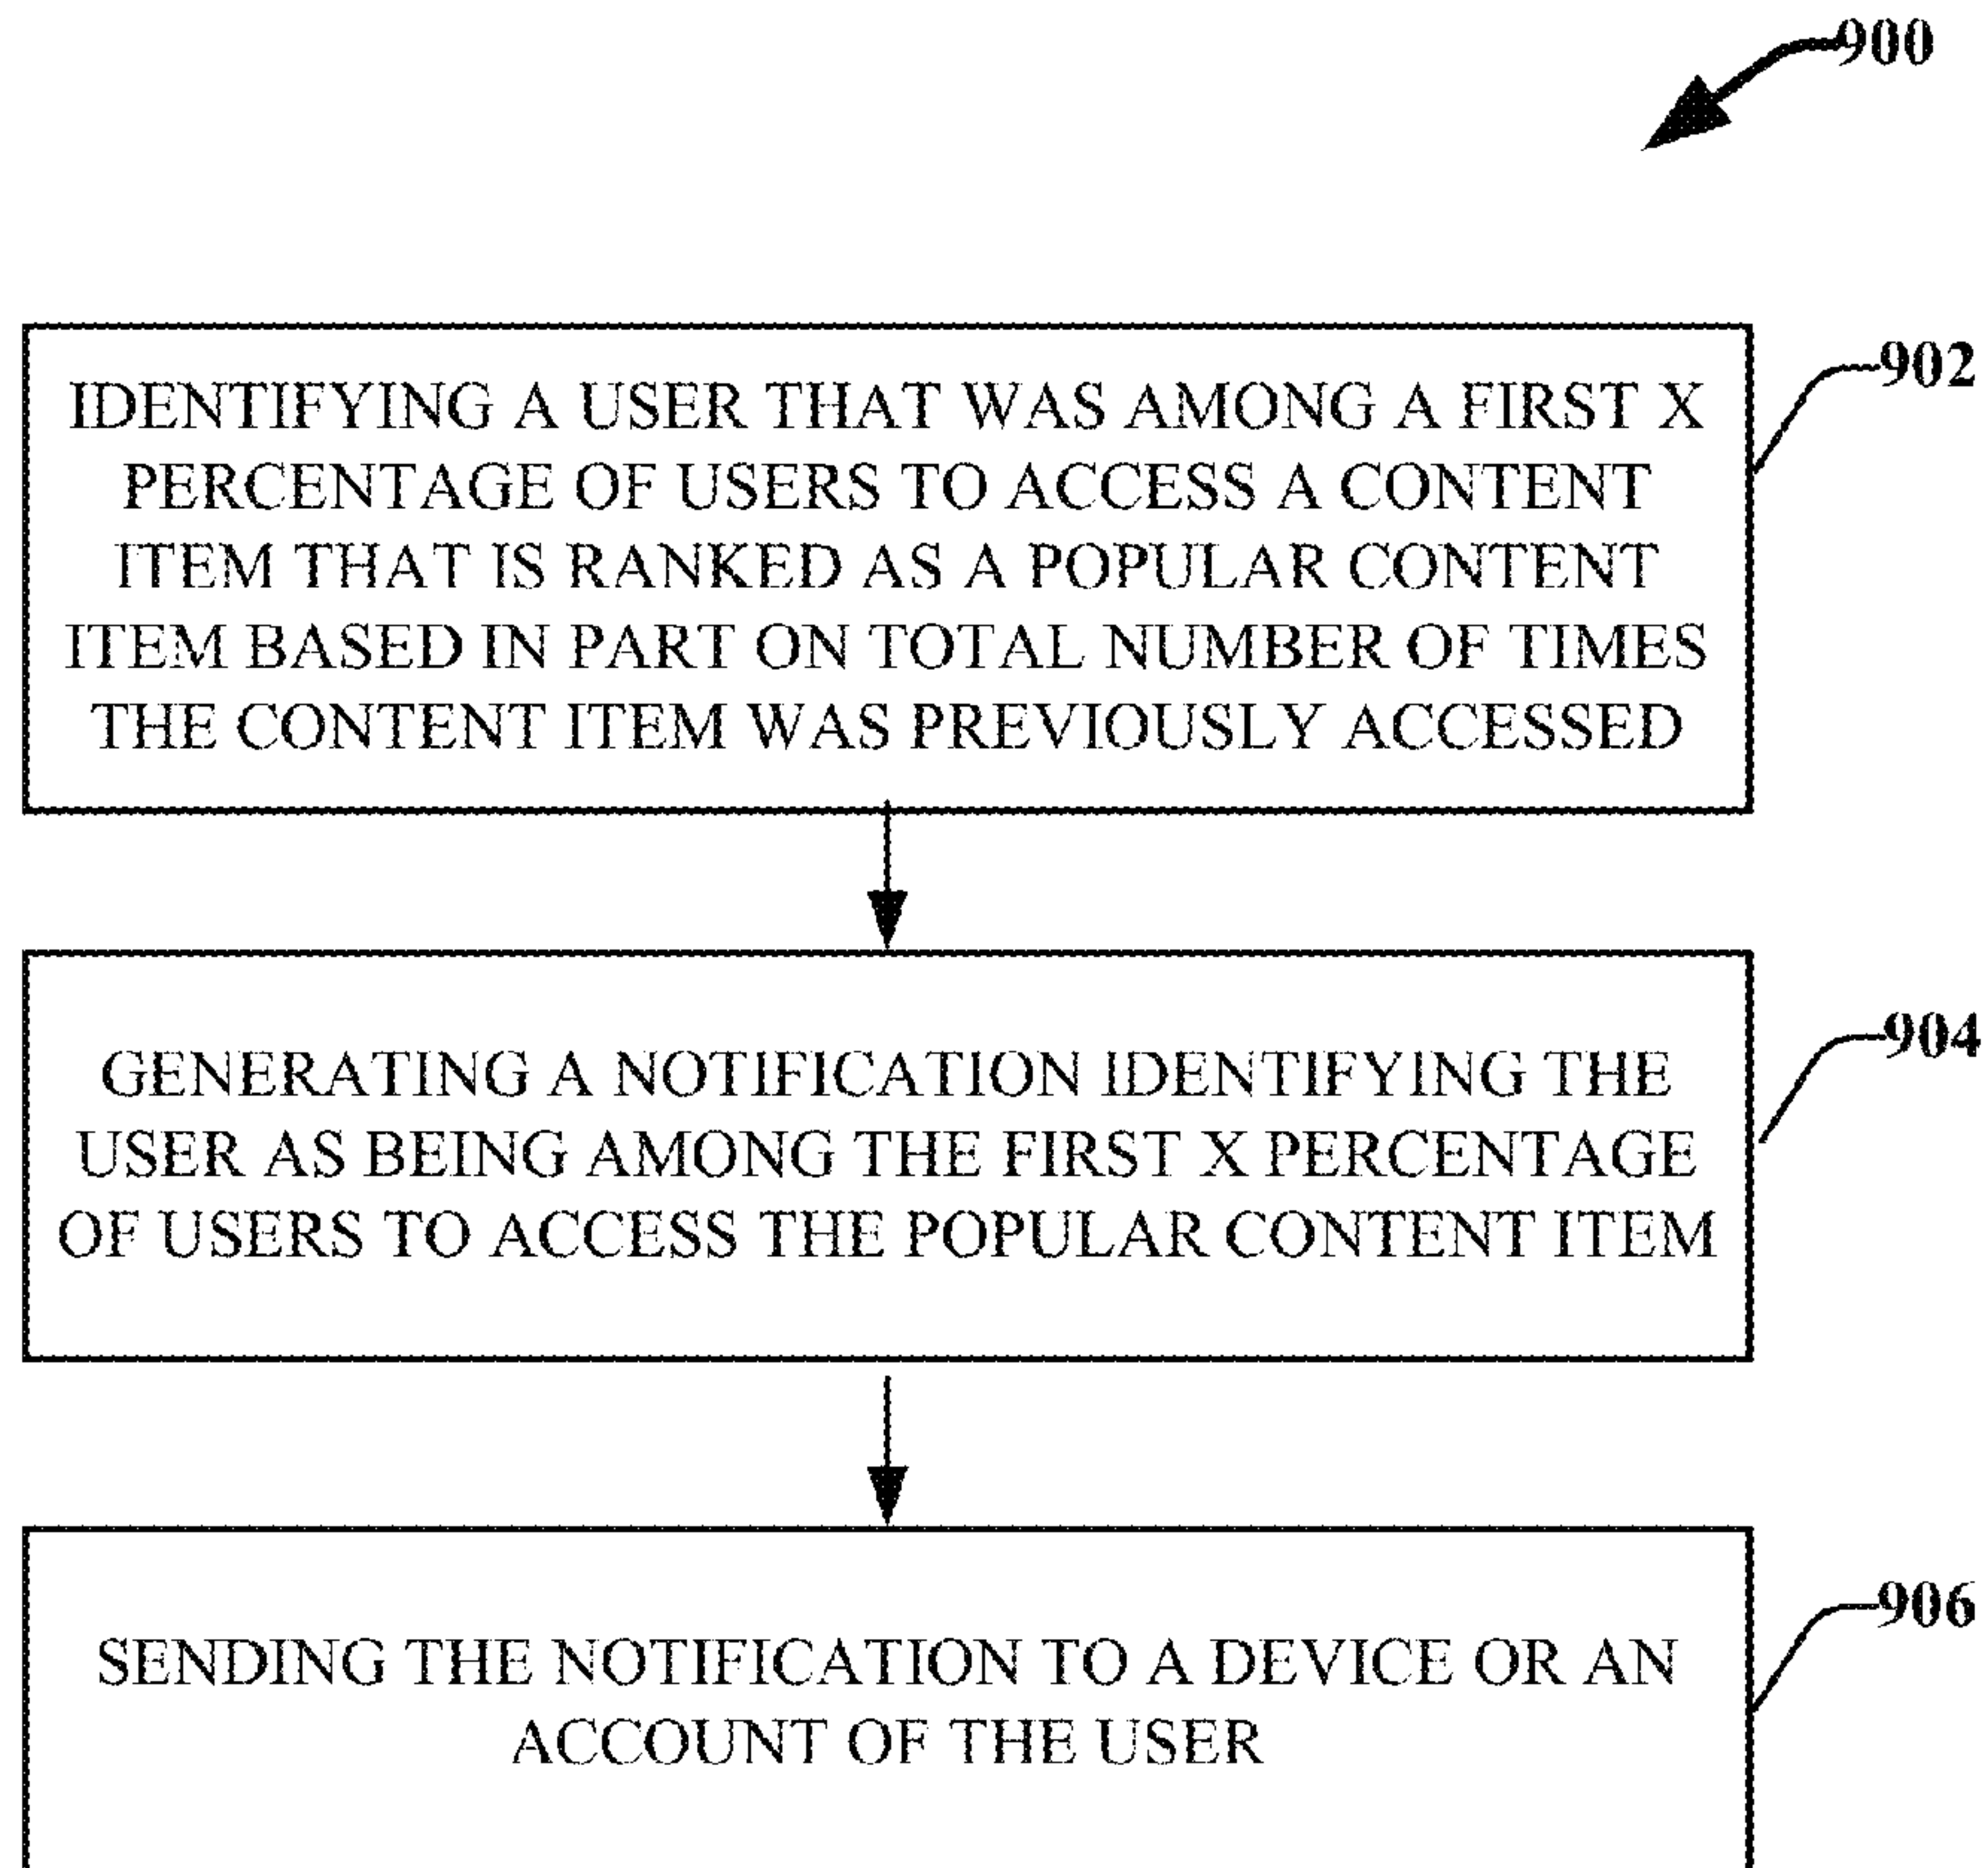 900
902
IDENTIFYING A USER THAT WAS AMONG A FIRST X
PERCENTAGE OF USERS TO ACCESS A CONTENT
ITEM THAT IS RANKED AS A POPULAR CONTENT
ITEM BASED IN PART ON TOTAL NUMBER OF TIMES
THE CONTENT ITEM WAS PREVIOUSLY ACCESSED
904
GENERATING A NOTIFICATION IDENTIFYING THE
USER AS BEING AMONG THE FIRST X PERCENTAGE
OF USERS TO ACCESS THE POPULAR CONTENT ITEM
906
SENDING THE NOTIFICATION TO A DEVICE OR AN
ACCOUNT OF THE USER